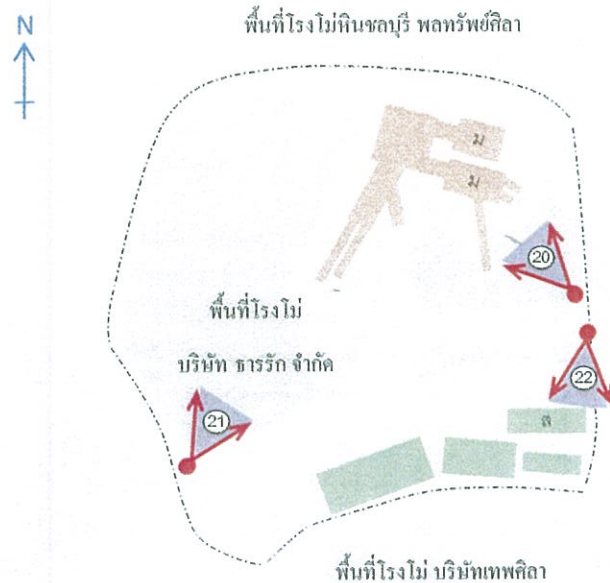 N
พื้นที่โรงโม่หินชลบุรี พลทรัพย์ศิลา
ม
ม
20
พื้นที่โรงโม่
บริษัท ธารรัก จำกัด
22
21
ล
พื้นที่โรงโม่ บริษัทเทพศิลา